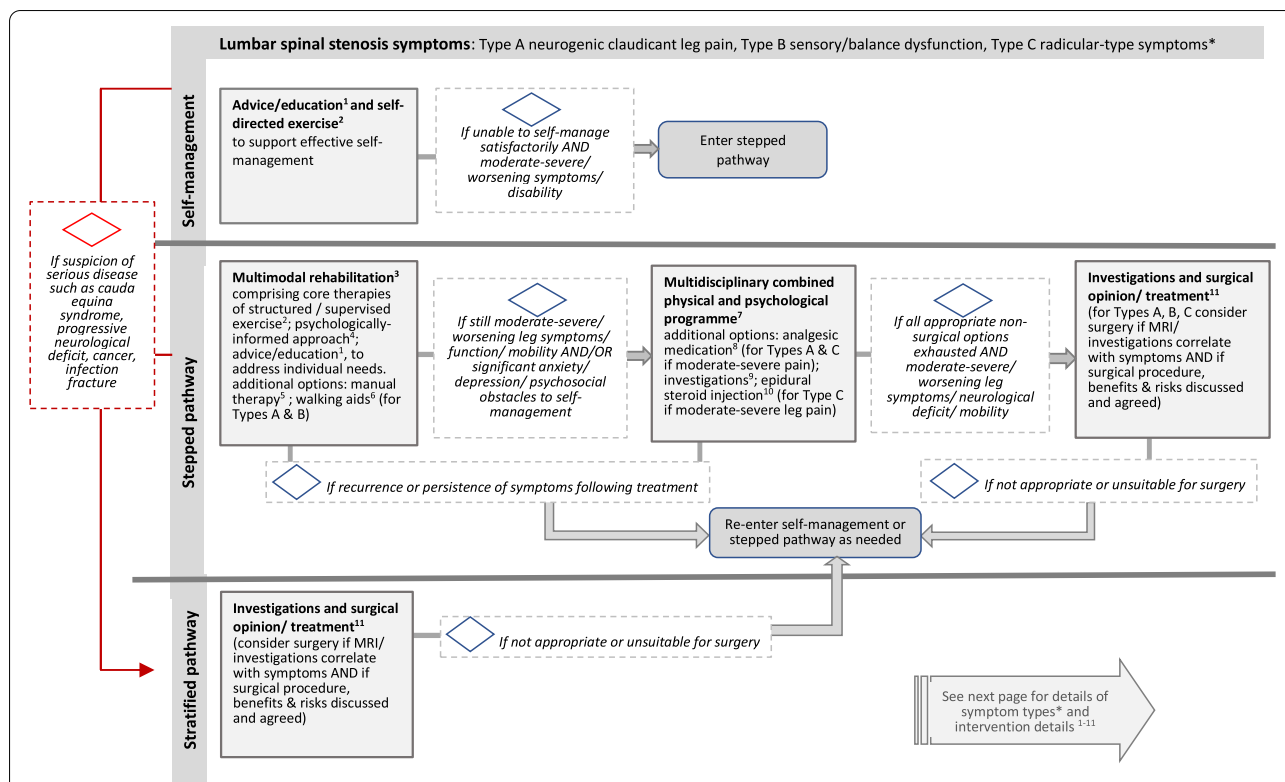 Lumbar spinal stenosis symptoms: Type A neurogenic claudicant leg pain, Type B sensory/balance dysfunction, Type C radicular-type symptoms*
Self-management
Advice/education¹ and self-
directed exercise²
to support effective self-
management
If unable to self-manage
satisfactorily AND
moderate-severe/
worsening symptoms/
disability
Enter stepped
pathway
If suspicion of
serious disease
such as cauda
equina
syndrome,
progressive
neurological
deficit, cancer,
infection
fracture
Stepped pathway
Multimodal rehabilitation³
comprising core therapies
of structured / supervised
exercise²; psychologically-
informed approach⁴;
advice/education¹, to
address individual needs.
additional options: manual
therapy⁵ ; walking aids⁶ (for
Types A & B)
If still moderate-severe/
worsening leg symptoms/
function/ mobility AND/OR
significant anxiety/
depression/ psychosocial
obstacles to self-management
Multidisciplinary combined
physical and psychological
programme⁷
additional options: analgesic
medication⁸ (for Types A & C
if moderate-severe pain);
investigations⁹; epidural
steroid injection¹⁰ (for Type C
if moderate-severe leg pain)
If all appropriate non-
surgical options
exhausted AND
moderate-severe/
worsening leg
symptoms/ neurological
deficit/ mobility
Investigations and surgical
opinion/ treatment¹¹
(for Types A, B, C consider
surgery if MRI/
investigations correlate
with symptoms AND if
surgical procedure,
benefits & risks discussed
and agreed)
If recurrence or persistence of symptoms following treatment
If not appropriate or unsuitable for surgery
Re-enter self-management or
stepped pathway as needed
Stratified pathway
Investigations and surgical
opinion/ treatment¹¹
(consider surgery if MRI/
investigations correlate
with symptoms AND if
surgical procedure,
benefits & risks discussed
and agreed)
If not appropriate or unsuitable for surgery
See next page for details of
symptom types* and
intervention details ¹⁻¹¹